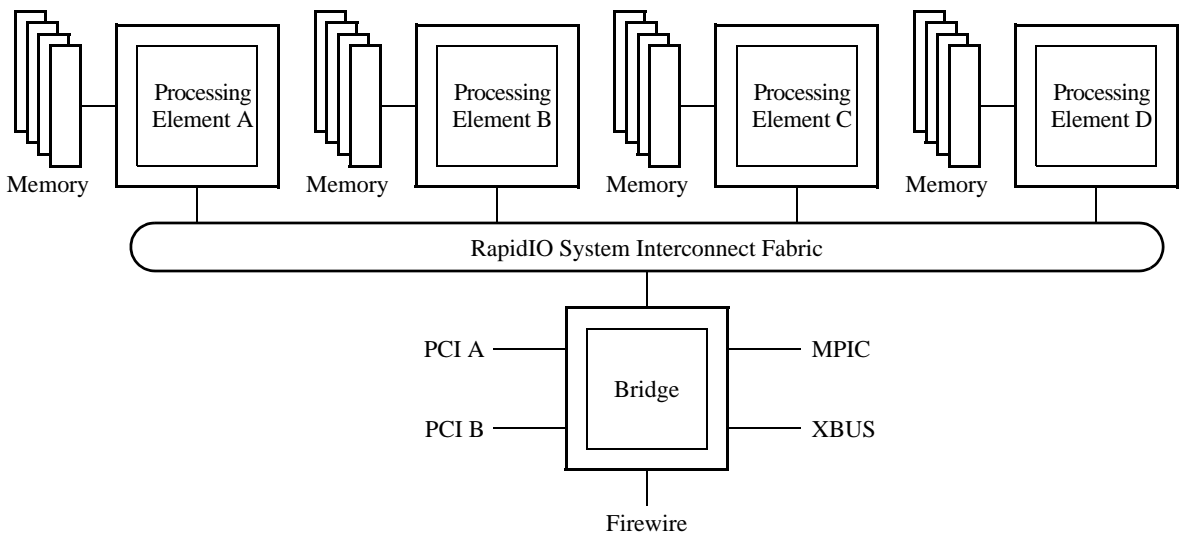 Processing
Element A
Processing
Element B
Processing
Element C
Processing
Element D
Memory
Memory
Memory
Memory
RapidIO System Interconnect Fabric
PCI A
MPIC
Bridge
PCI B
XBUS
Firewire